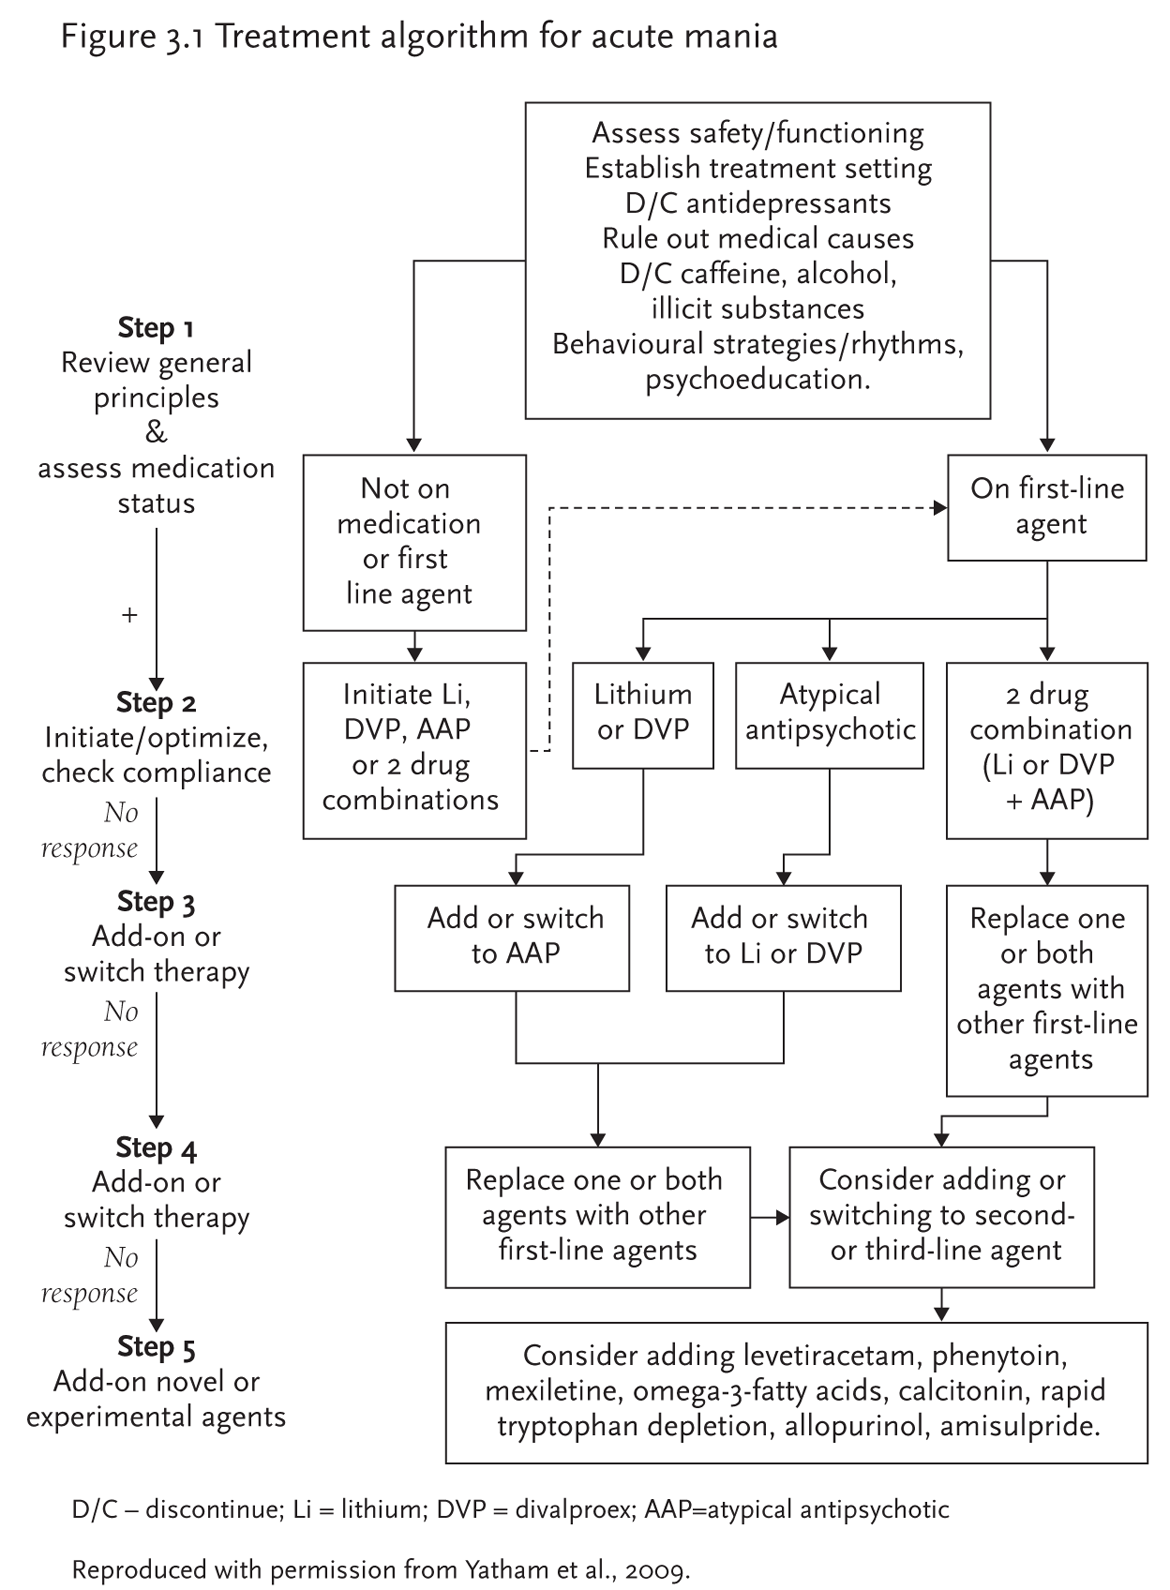 Figure 3.1 Treatment algorithm for acute mania
Assess safety/functioning
Establish treatment setting
D/C antidepressants
Rule out medical causes
D/C caffeine, alcohol,
illicit substances
Behavioural strategies/rhythms,
psychoeducation.
Step 1
Review general
principles
&
assess medication
status
+
Not on
medication
or first
line agent
On first-line
agent
Step 2
Initiate/optimize,
check compliance
No
response
Initiate Li,
DVP, AAP
or 2 drug
combinations
Lithium
or DVP
Atypical
antipsychotic
2 drug
combination
(Li or DVP
+ AAP)
Step 3
Add-on or
switch therapy
No
response
Add or switch
to AAP
Add or switch
to Li or DVP
Replace one
or both
agents with
other first-line
agents
Step 4
Add-on or
switch therapy
No
response
Replace one or both
agents with other
first-line agents
Consider adding or
switching to second-
or third-line agent
Step 5
Add-on novel or
experimental agents
Consider adding levetiracetam, phenytoin,
mexiletine, omega-3-fatty acids, calcitonin, rapid
tryptophan depletion, allopurinol, amisulpride.
D/C – discontinue; Li = lithium; DVP = divalproex; AAP=atypical antipsychotic
Reproduced with permission from Yatham et al., 2009.